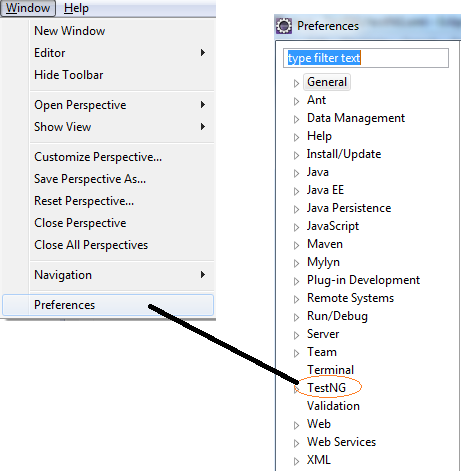 Window Help
New Window
Editor
Hide Toolbar
Open Perspective
Show View
Customize Perspective...
Save Perspective As...
Reset Perspective...
Close Perspective
Close All Perspectives
Navigation
Preferences
Preferences
type filter text
General
Ant
Data Management
Help
Install/Update
Java
Java EE
Java Persistence
JavaScript
Maven
Mylyn
Plug-in Development
Remote Systems
Run/Debug
Server
Team
Terminal
TestNG
Validation
Web
Web Services
XML